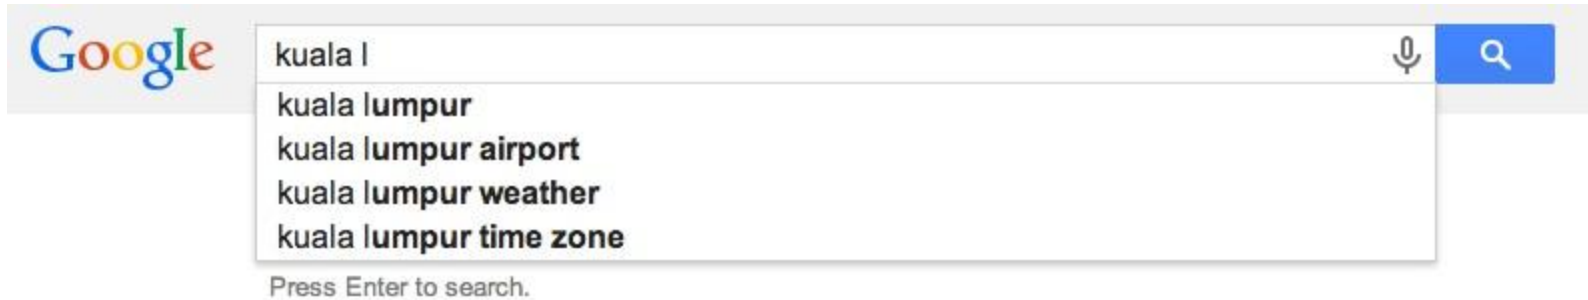 Google
kuala l
kuala lumpur
kuala lumpur airport
kuala lumpur weather
kuala lumpur time zone
Press Enter to search.